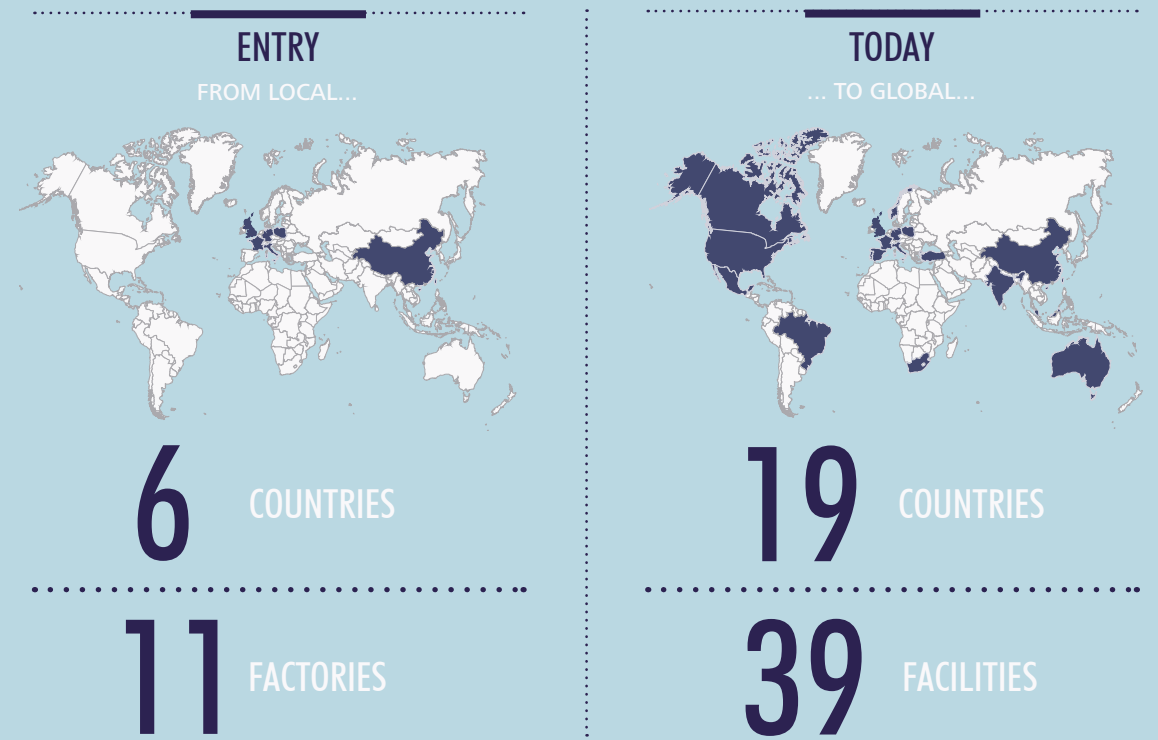 ENTRY
FROM LOCAL...
6 COUNTRIES
11 FACTORIES
TODAY
... TO GLOBAL...
19 COUNTRIES
39 FACILITIES